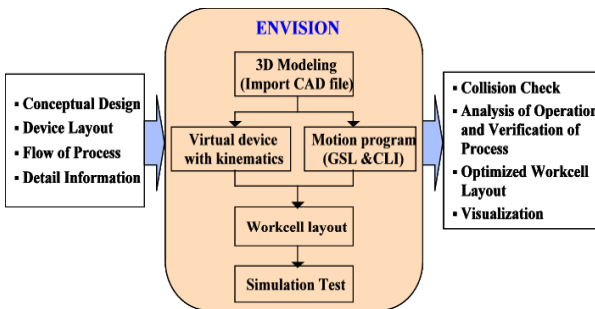 ENVISION
▪ Conceptual Design
▪ Device Layout
▪ Flow of Process
▪ Detail Information
3D Modeling
(Import CAD file)
Virtual device
with kinematics
Motion program
(GSL &CLI)
Workcell layout
Simulation Test
▪ Collision Check
▪ Analysis of Operation
and Verification of
Process
▪ Optimized Workcell
Layout
▪ Visualization